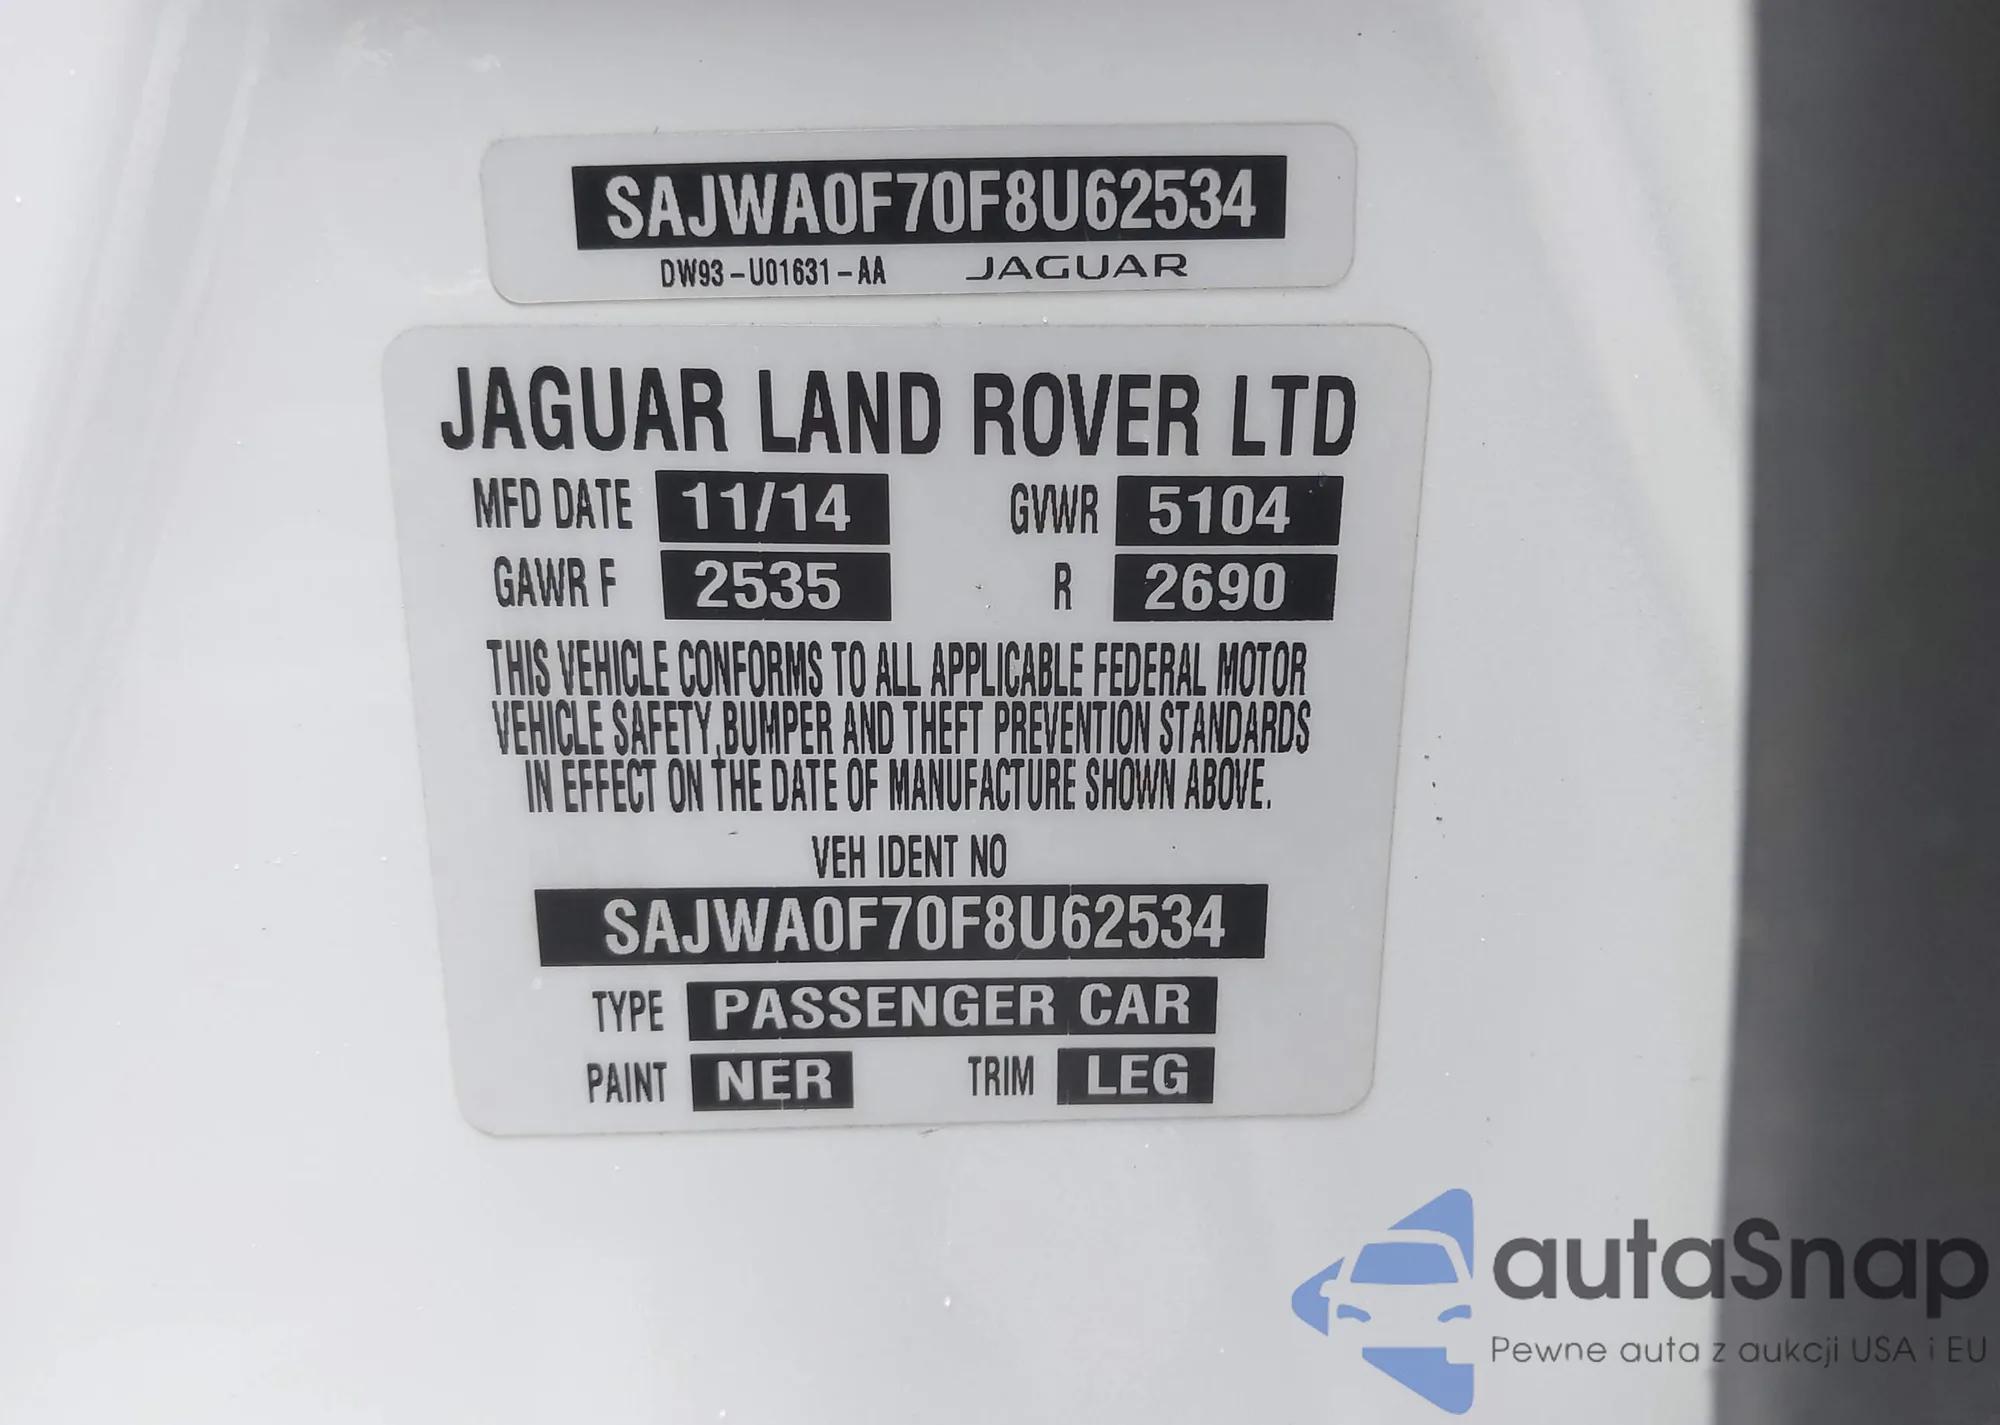 SAJWA0F70F8U62534
DW93-U01631-AA JAGUAR
JAGUAR LAND ROVER LTD
MFD DATE 11/14 GVWR 5104
GAWR F 2535 R 2690
THIS VEHICLE CONFORMS TO ALL APPLICABLE FEDERAL MOTOR
VEHICLE SAFETY,BUMPER AND THEFT PREVENTION STANDARDS
IN EFFECT ON THE DATE OF MANUFACTURE SHOWN ABOVE.
VEH IDENT NO
SAJWA0F70F8U62534
TYPE PASSENGER CAR
PAINT NER TRIM LEG
autaSnap
Pewne auta z aukcji USA i EU